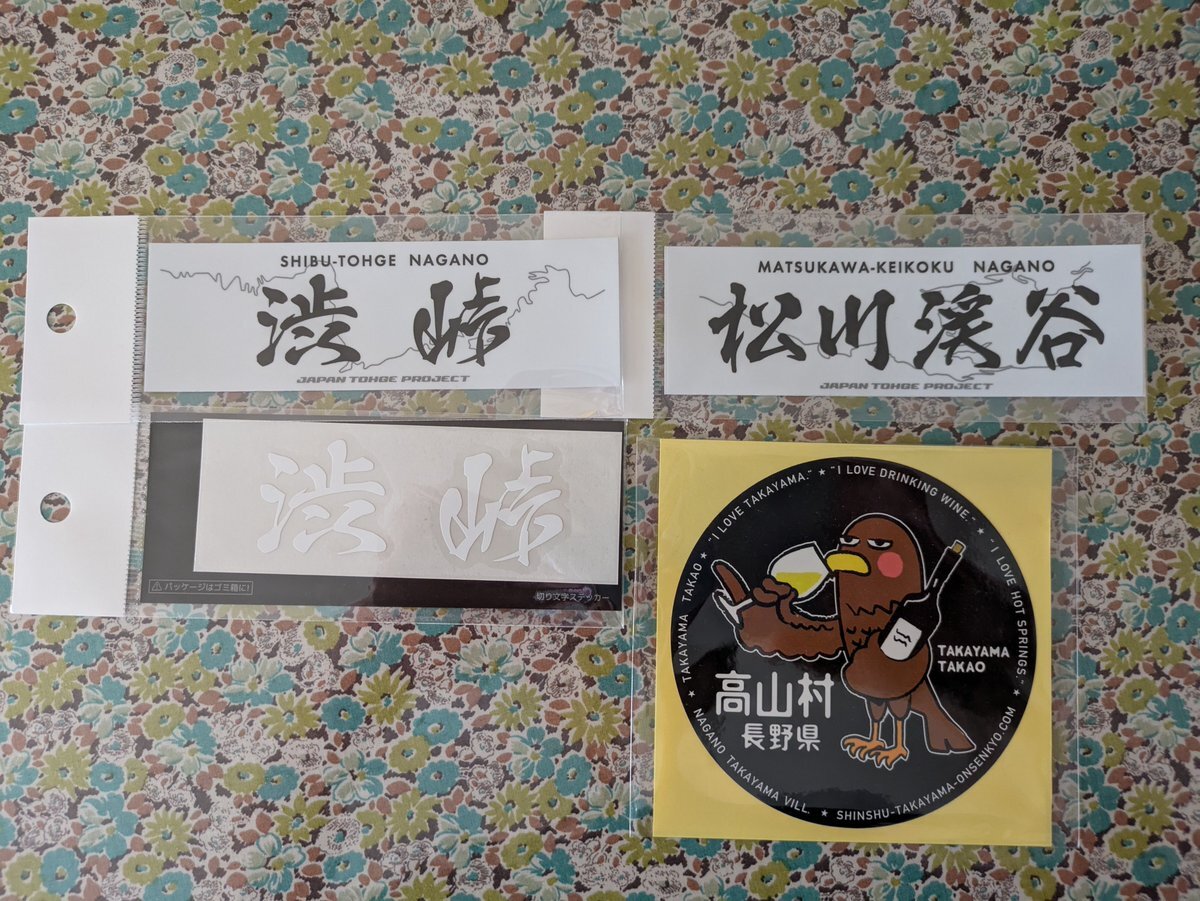 SHIBU-TOHGE NAGANO
渋峠
JAPAN TOHGE PROJECT
MATSUKAWA-KEIKOKU NAGANO
松川渓谷
JAPAN TOHGE PROJECT
渋峠
パッケージはゴミ箱に!
切り文字ステッカー
★ TAKAYAMA TAKAO ★ "I LOVE TAKAYAMA." ★ "I LOVE DRINKING WINE." ★ "I LOVE HOT SPRINGS." ★
TAKAYAMA
TAKAO
高山村
長野県
NAGANO TAKAYAMA VILL. ★ SHINSHU-TAKAYAMA-ONSENKYO.COM